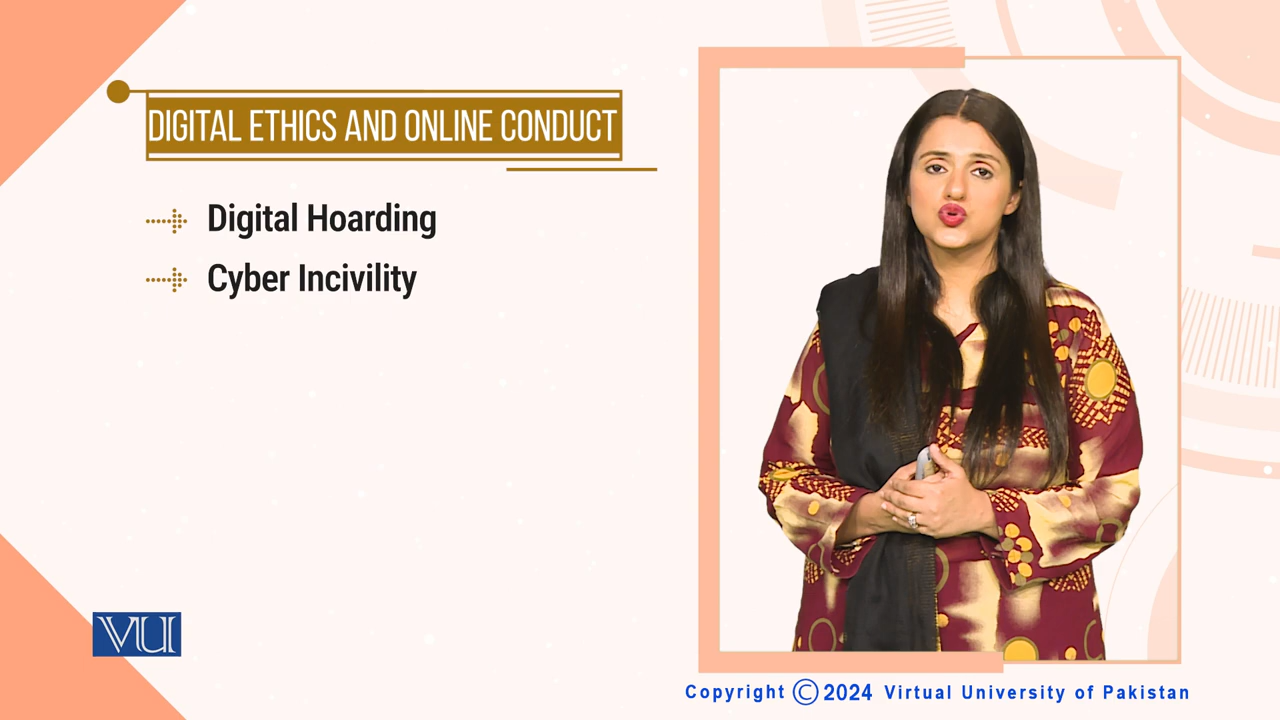 DIGITAL ETHICS AND ONLINE CONDUCT
Digital Hoarding
Cyber Incivility
VU
Copyright © 2024 Virtual University of Pakistan